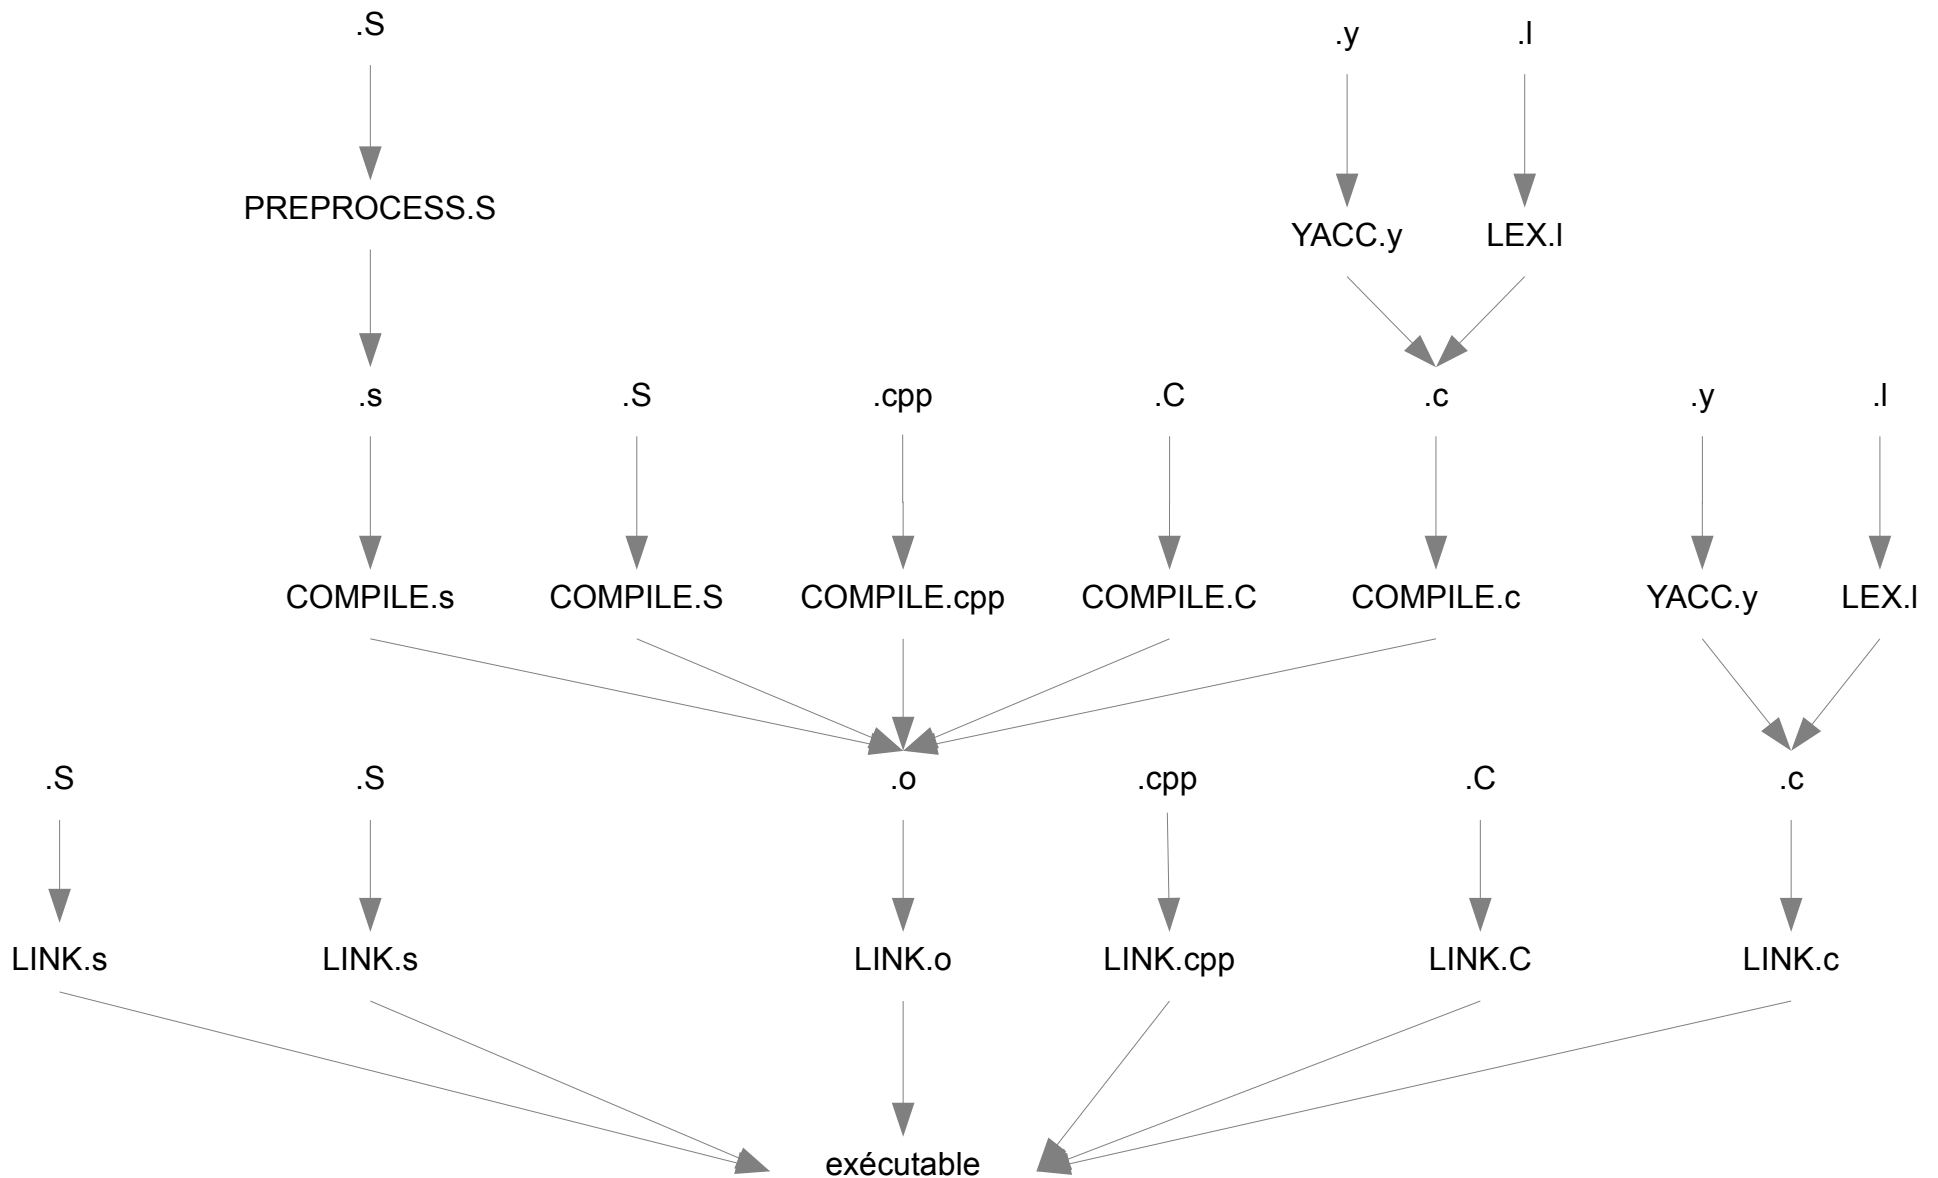 .S
.y .l
PREPROCESS.S
YACC.y LEX.l
.s .S .cpp .C .c .y .l
COMPILE.s COMPILE.S COMPILE.cpp COMPILE.C COMPILE.c YACC.y LEX.l
.S .S .o .cpp .C .c
LINK.s LINK.s LINK.o LINK.cpp LINK.C LINK.c
exécutable